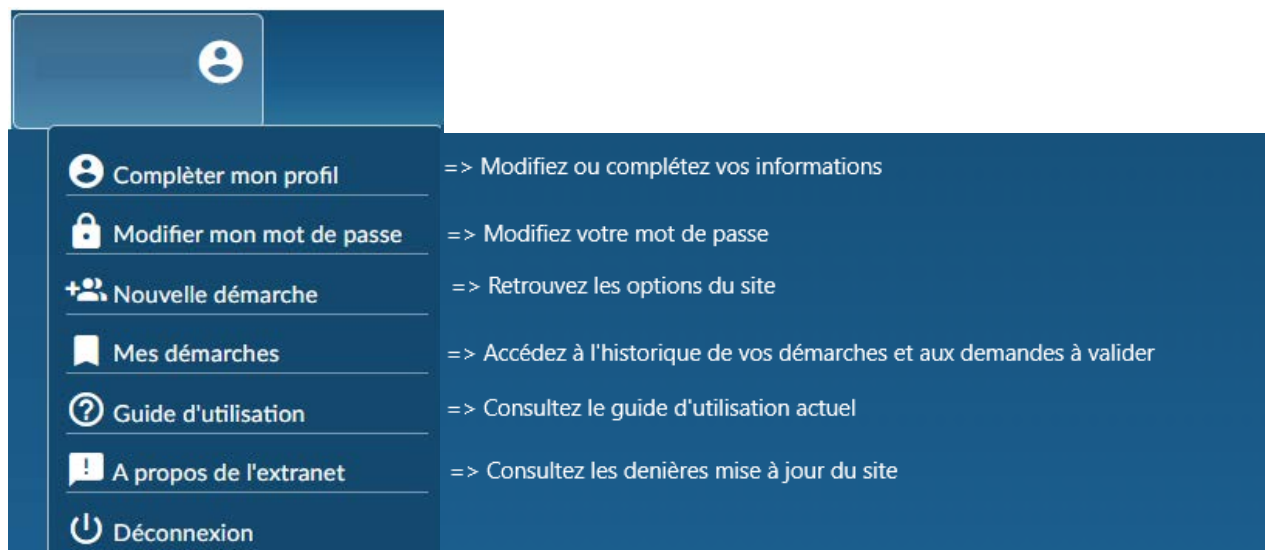 Complèter mon profil => Modifiez ou complétez vos informations
Modifier mon mot de passe => Modifiez votre mot de passe
Nouvelle démarche => Retrouvez les options du site
Mes démarches => Accédez à l'historique de vos démarches et aux demandes à valider
Guide d'utilisation => Consultez le guide d'utilisation actuel
A propos de l'extranet => Consultez les denières mise à jour du site
Déconnexion